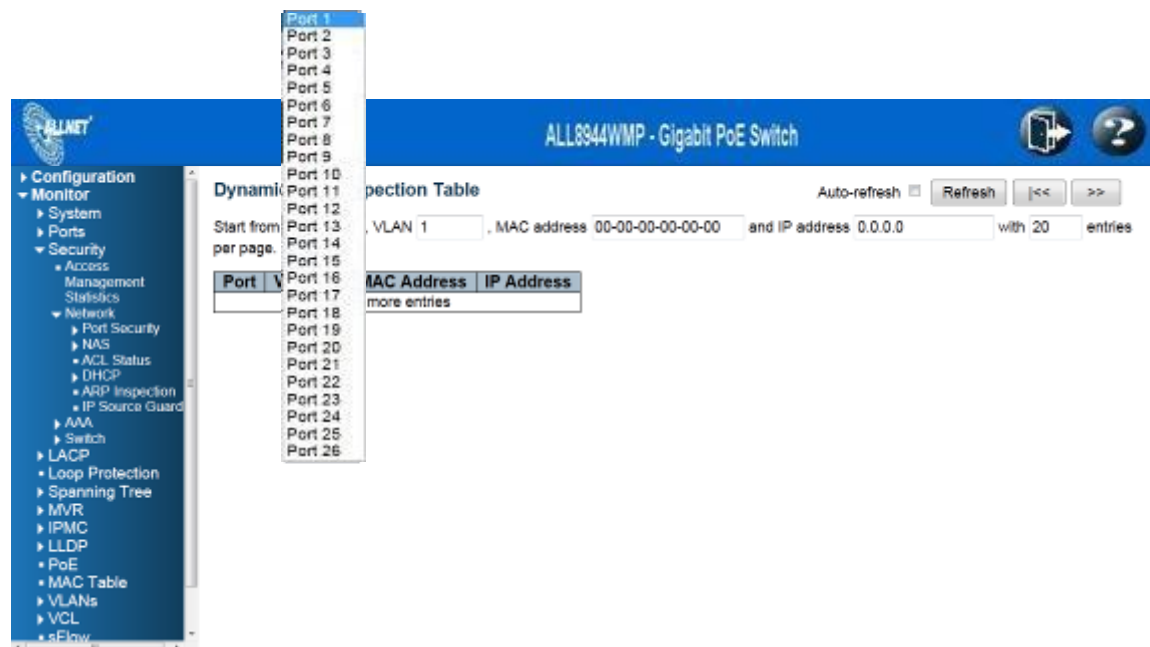 Port 1
Port 2
Port 3
Port 4
Port 5
Port 6
Port 7
Port 8
Port 9
Port 10
Port 11
Port 12
Port 13
Port 14
Port 15
Port 16
Port 17
Port 18
Port 19
Port 20
Port 21
Port 22
Port 23
Port 24
Port 25
Port 26
ALLNET
ALL8944WMP - Gigabit PoE Switch
Configuration
Monitor
System
Ports
Security
Access
Management
Statistics
Network
Port Security
NAS
ACL Status
DHCP
ARP Inspection
IP Source Guard
AAA
Switch
LACP
Loop Protection
Spanning Tree
MVR
IPMC
LLDP
PoE
MAC Table
VLANs
VCL
sFlow
Dynami pection Table
Auto-refresh Refresh |<< >>
Start from , VLAN 1 , MAC address 00-00-00-00-00-00 and IP address 0.0.0.0 with 20 entries
per page.
Port V MAC Address IP Address
more entries